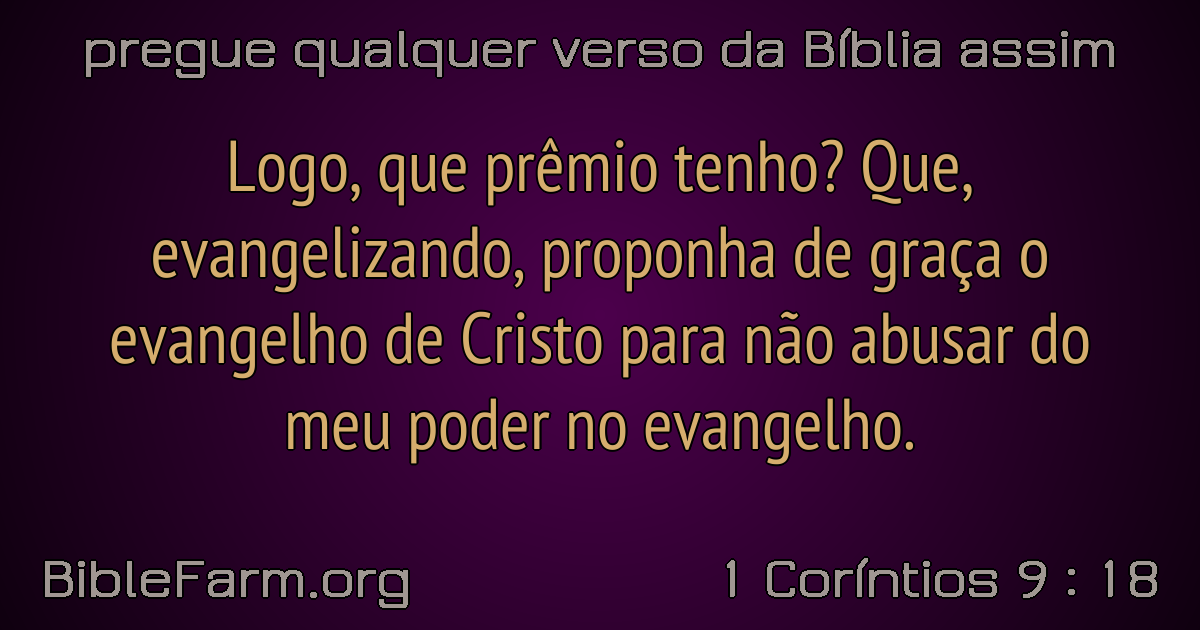 pregue qualquer verso da Bíblia assim
Logo, que prêmio tenho? Que,
evangelizando, proponha de graça o
evangelho de Cristo para não abusar do
meu poder no evangelho.
BibleFarm.org
1 Coríntios 9 : 18